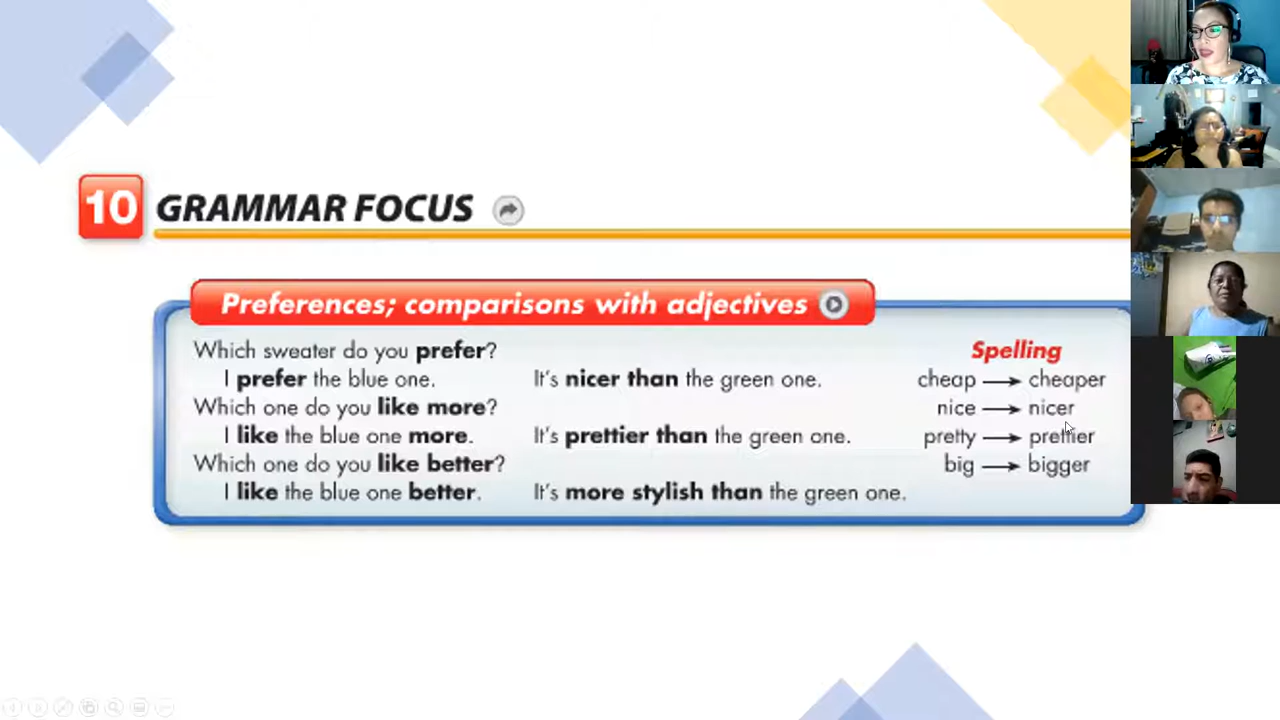 10 GRAMMAR FOCUS
Preferences; comparisons with adjectives
Which sweater do you prefer?
I prefer the blue one. It's nicer than the green one.
Which one do you like more?
I like the blue one more. It's prettier than the green one.
Which one do you like better?
I like the blue one better. It's more stylish than the green one.
Spelling
cheap → cheaper
nice → nicer
pretty → prettier
big → bigger